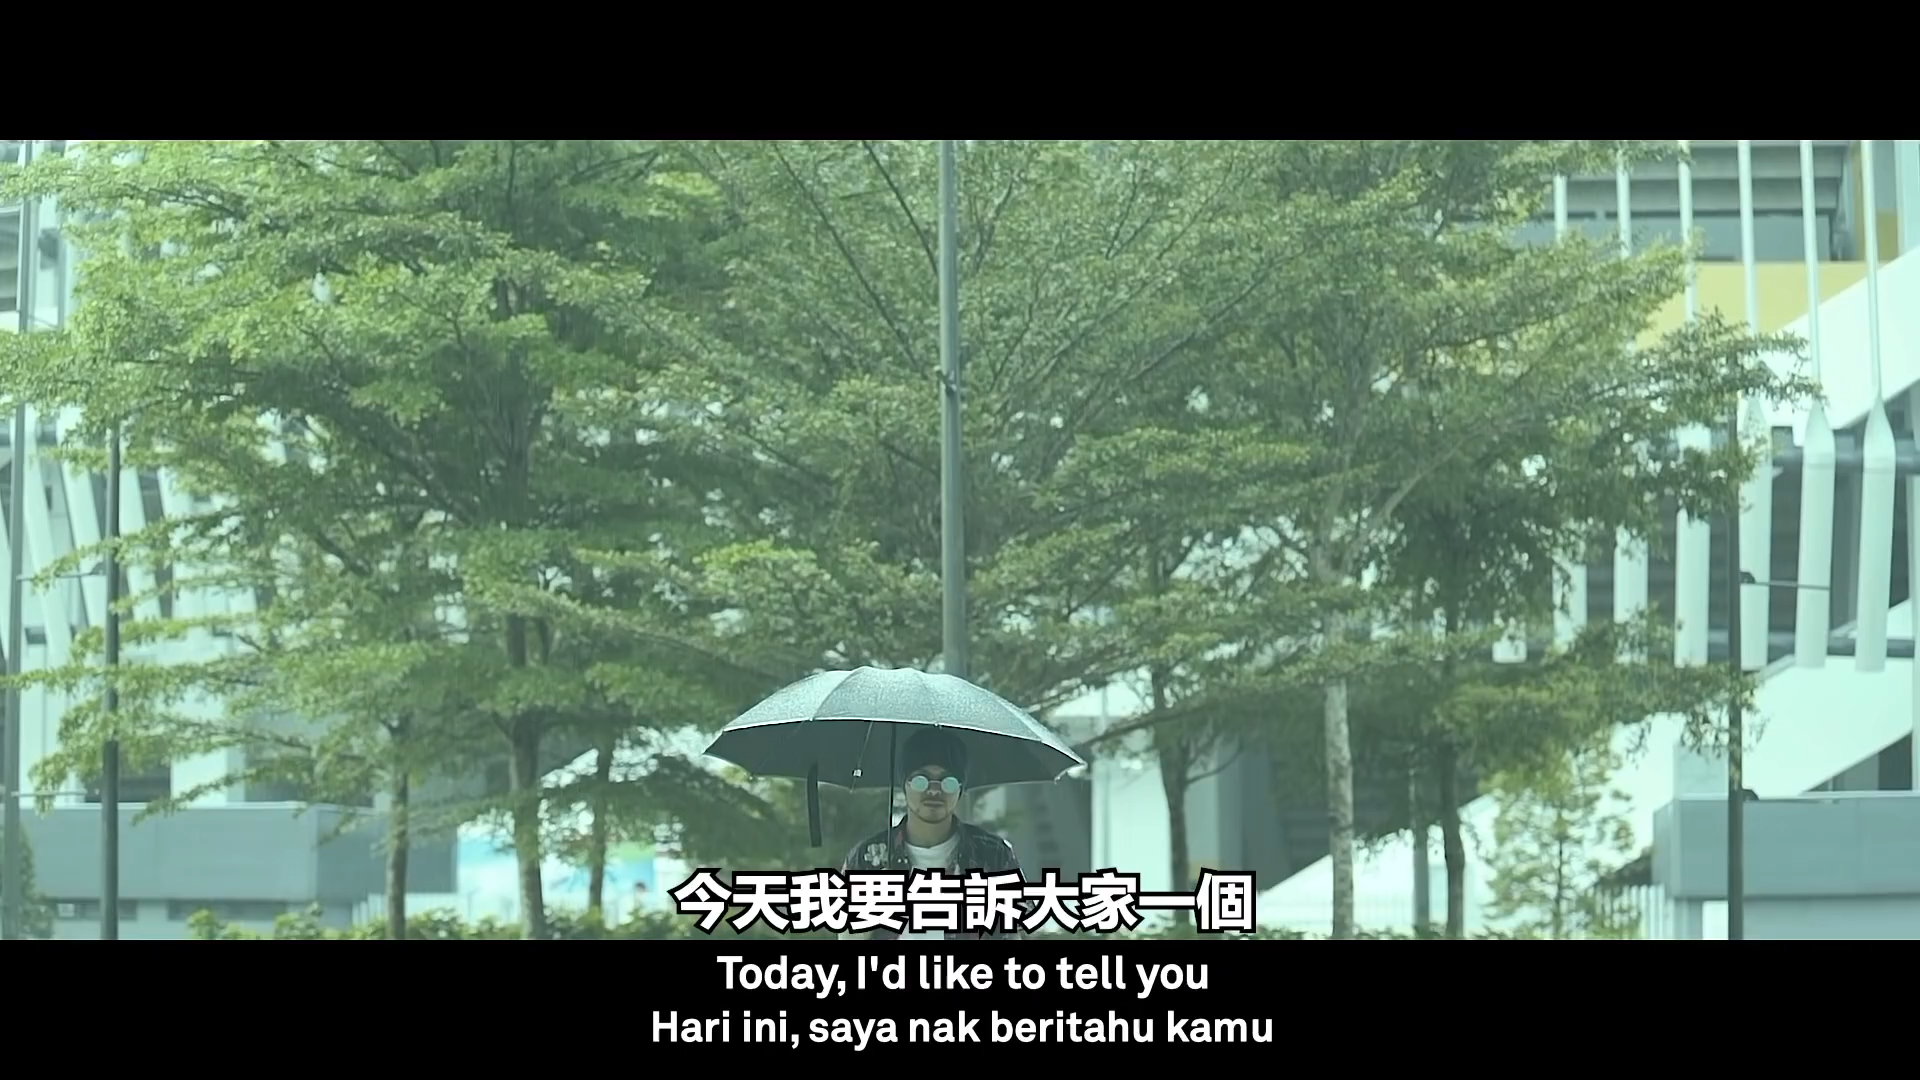 今天我要告訴大家一個
Today, I'd like to tell you
Hari ini, saya nak beritahu kamu